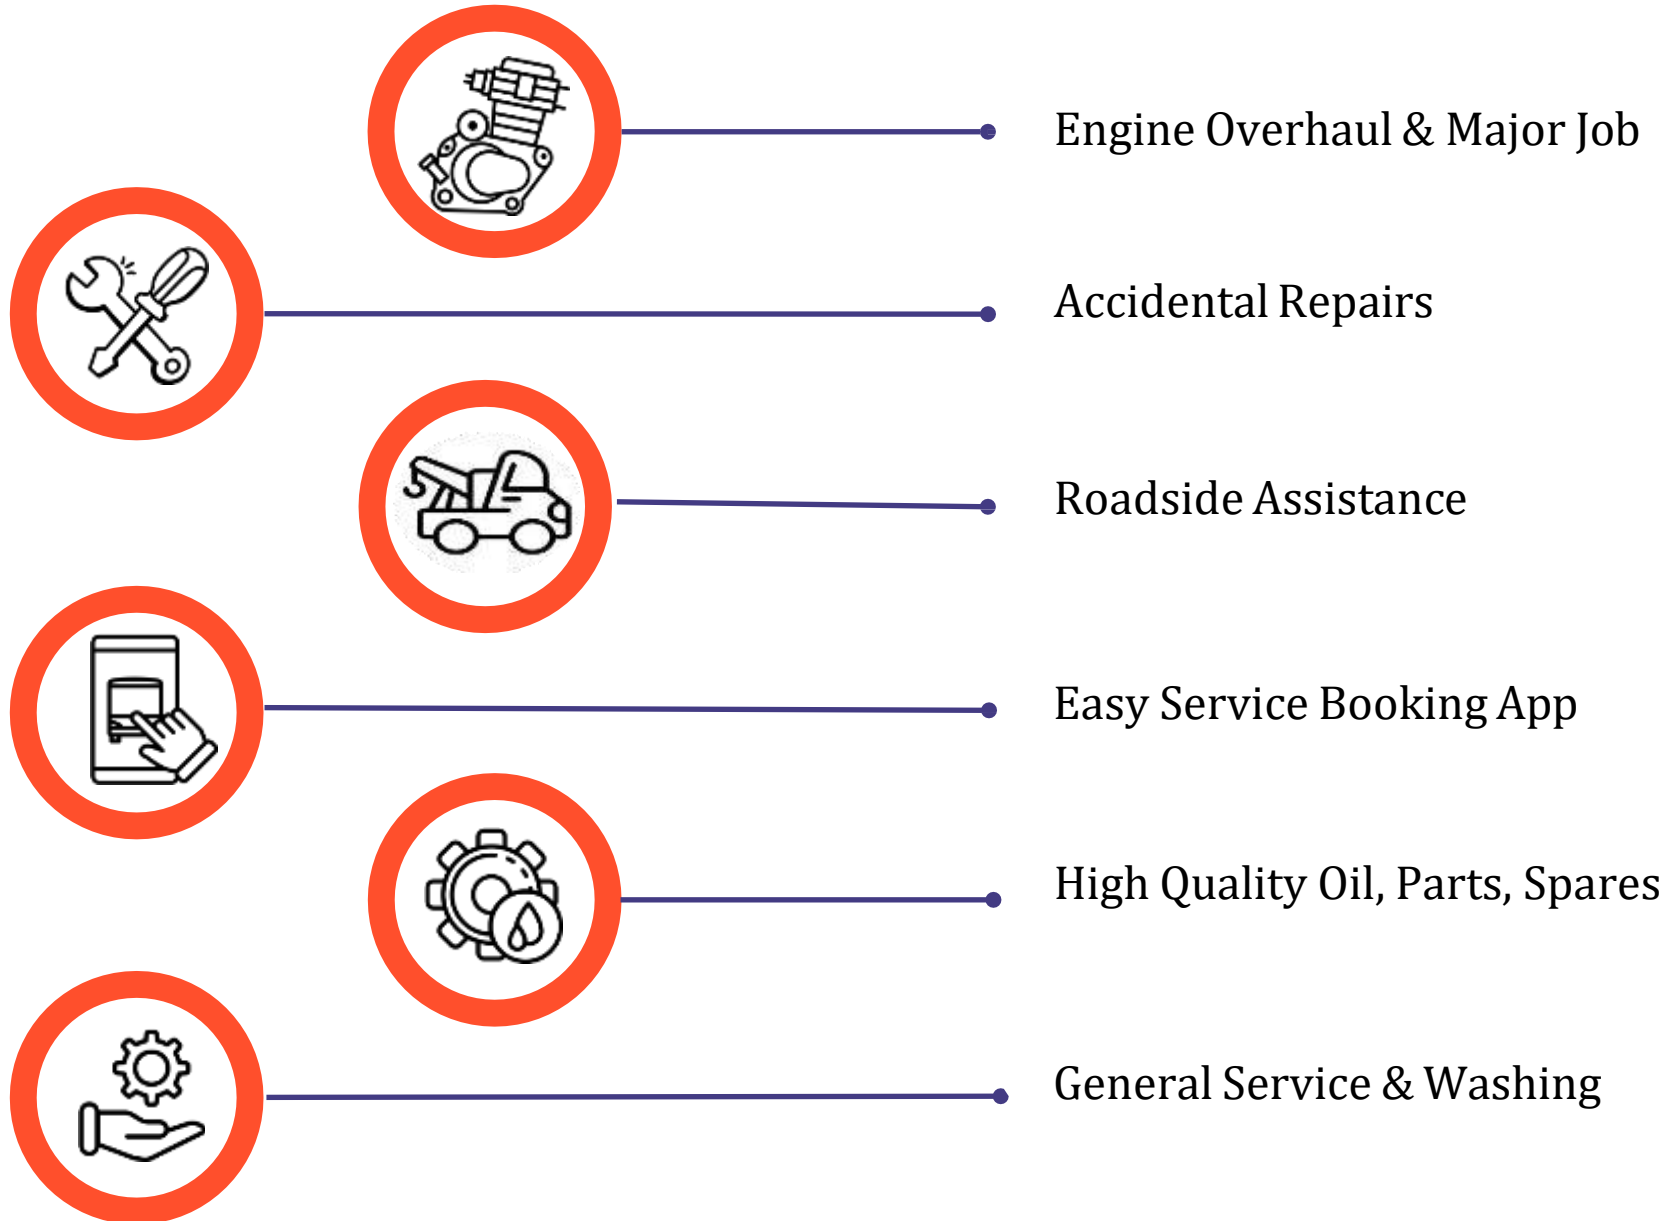 Engine Overhaul & Major Job
Accidental Repairs
Roadside Assistance
Easy Service Booking App
High Quality Oil, Parts, Spares
General Service & Washing